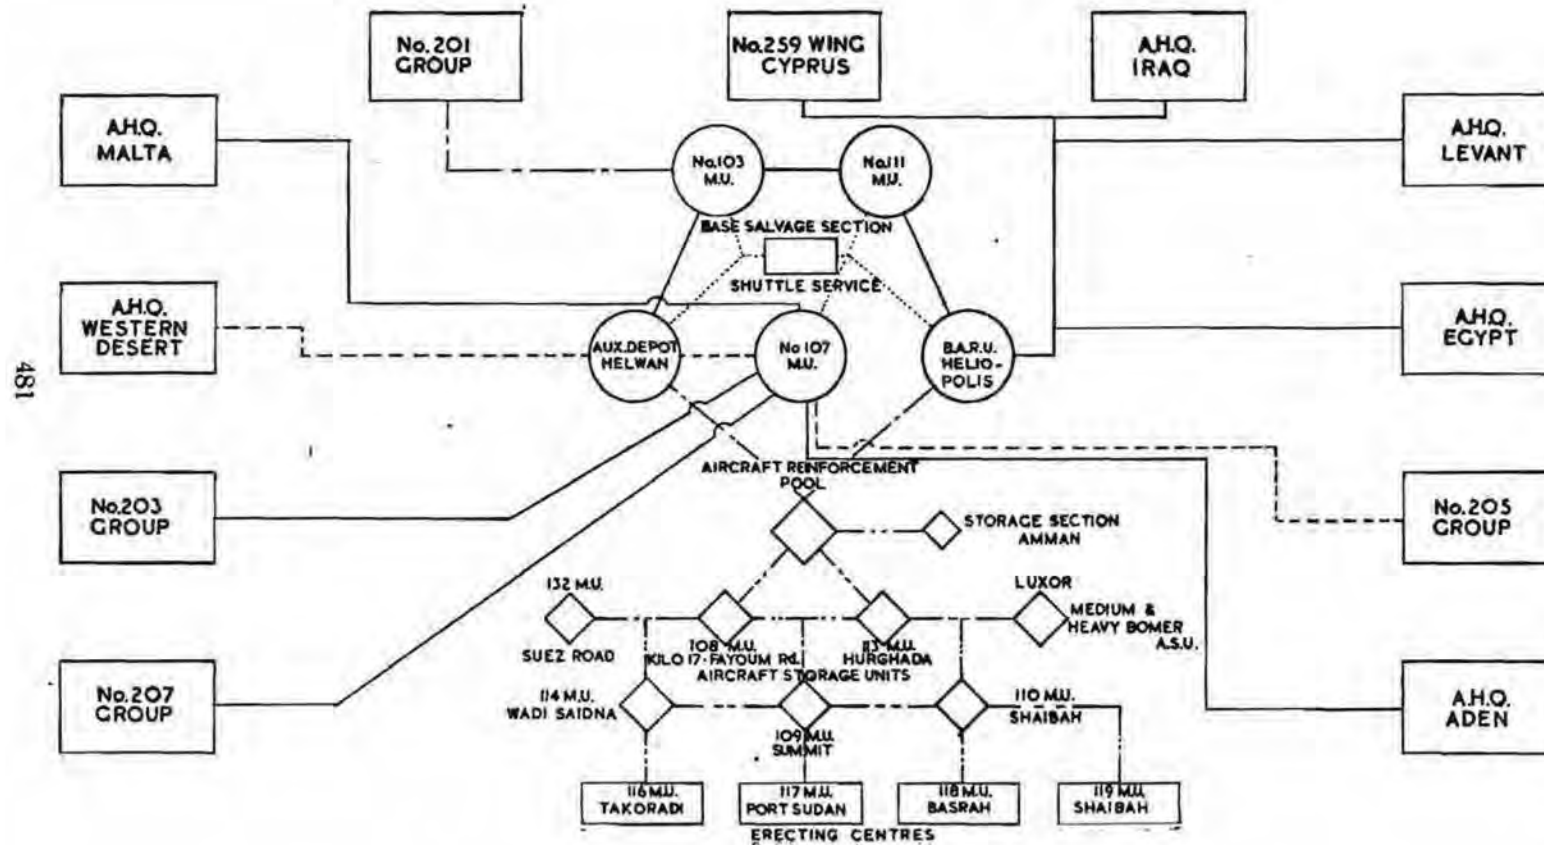 No.201
GROUP
No.259 WING
CYPRUS
A.H.Q.
IRAQ
A.H.Q.
MALTA
A.H.Q.
LEVANT
No.103
M.U.
No.111
M.U.
BASE SALVAGE SECTION
SHUTTLE SERVICE
A.H.Q.
WESTERN
DESERT
A.H.Q.
EGYPT
AUX.DEPOT
HELWAN
No 107
M.U.
B.A.R.U.
HELIO-
POLIS
481
AIRCRAFT REINFORCEMENT
POOL
No.203
GROUP
No.205
GROUP
STORAGE SECTION
AMMAN
132 M.U.
SUEZ ROAD
108 M.U.
KILO 17·FAYOUM Rd.
113 M.U.
HURGHADA
LUXOR
MEDIUM &
HEAVY BOMER
A.S.U.
AIRCRAFT STORAGE UNITS
No.207
GROUP
114 M.U.
WADI SAIDNA
109 M.U.
SUMMIT
110 M.U.
SHAIBAH
A.H.Q.
ADEN
116 M.U.
TAKORADI
117 M.U.
PORT SUDAN
118 M.U.
BASRAH
119 M.U.
SHAIBAH
ERECTING CENTRES